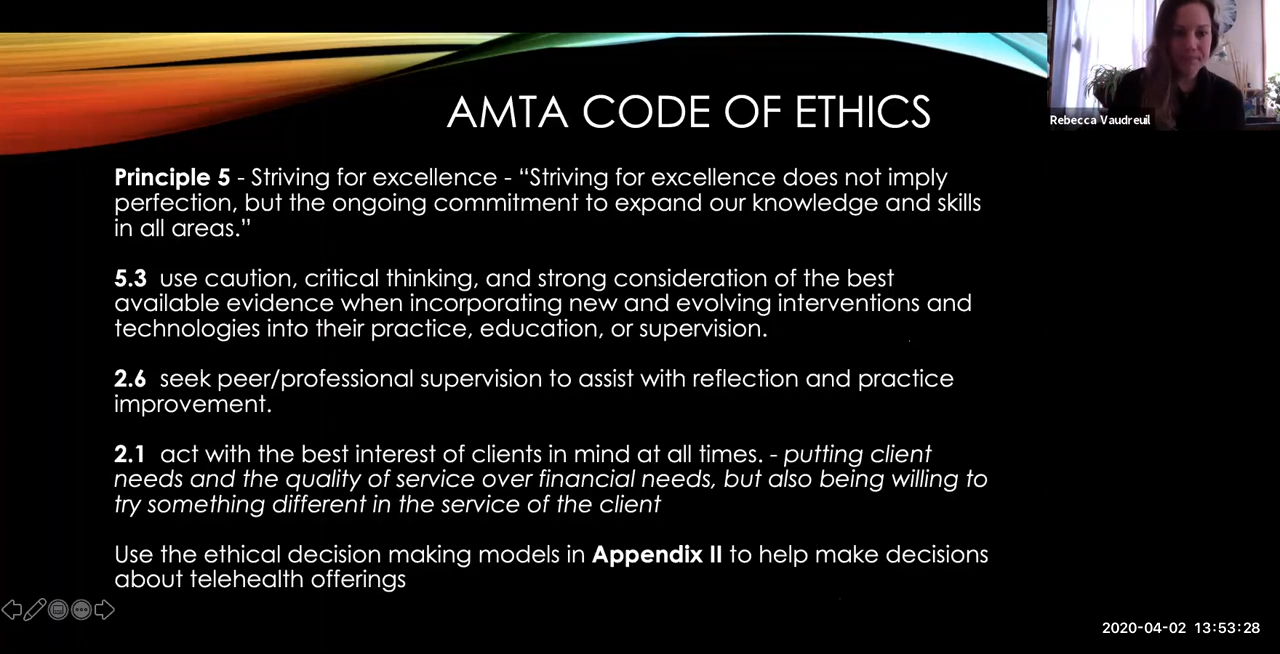 AMTA CODE OF ETHICS
Rebecca Vaudreuil
Principle 5 - Striving for excellence - “Striving for excellence does not imply
perfection, but the ongoing commitment to expand our knowledge and skills
in all areas.”
5.3 use caution, critical thinking, and strong consideration of the best
available evidence when incorporating new and evolving interventions and
technologies into their practice, education, or supervision.
2.6 seek peer/professional supervision to assist with reflection and practice
improvement.
2.1 act with the best interest of clients in mind at all times. - putting client
needs and the quality of service over financial needs, but also being willing to
try something different in the service of the client
Use the ethical decision making models in Appendix II to help make decisions
about telehealth offerings
2020-04-02 13:53:28